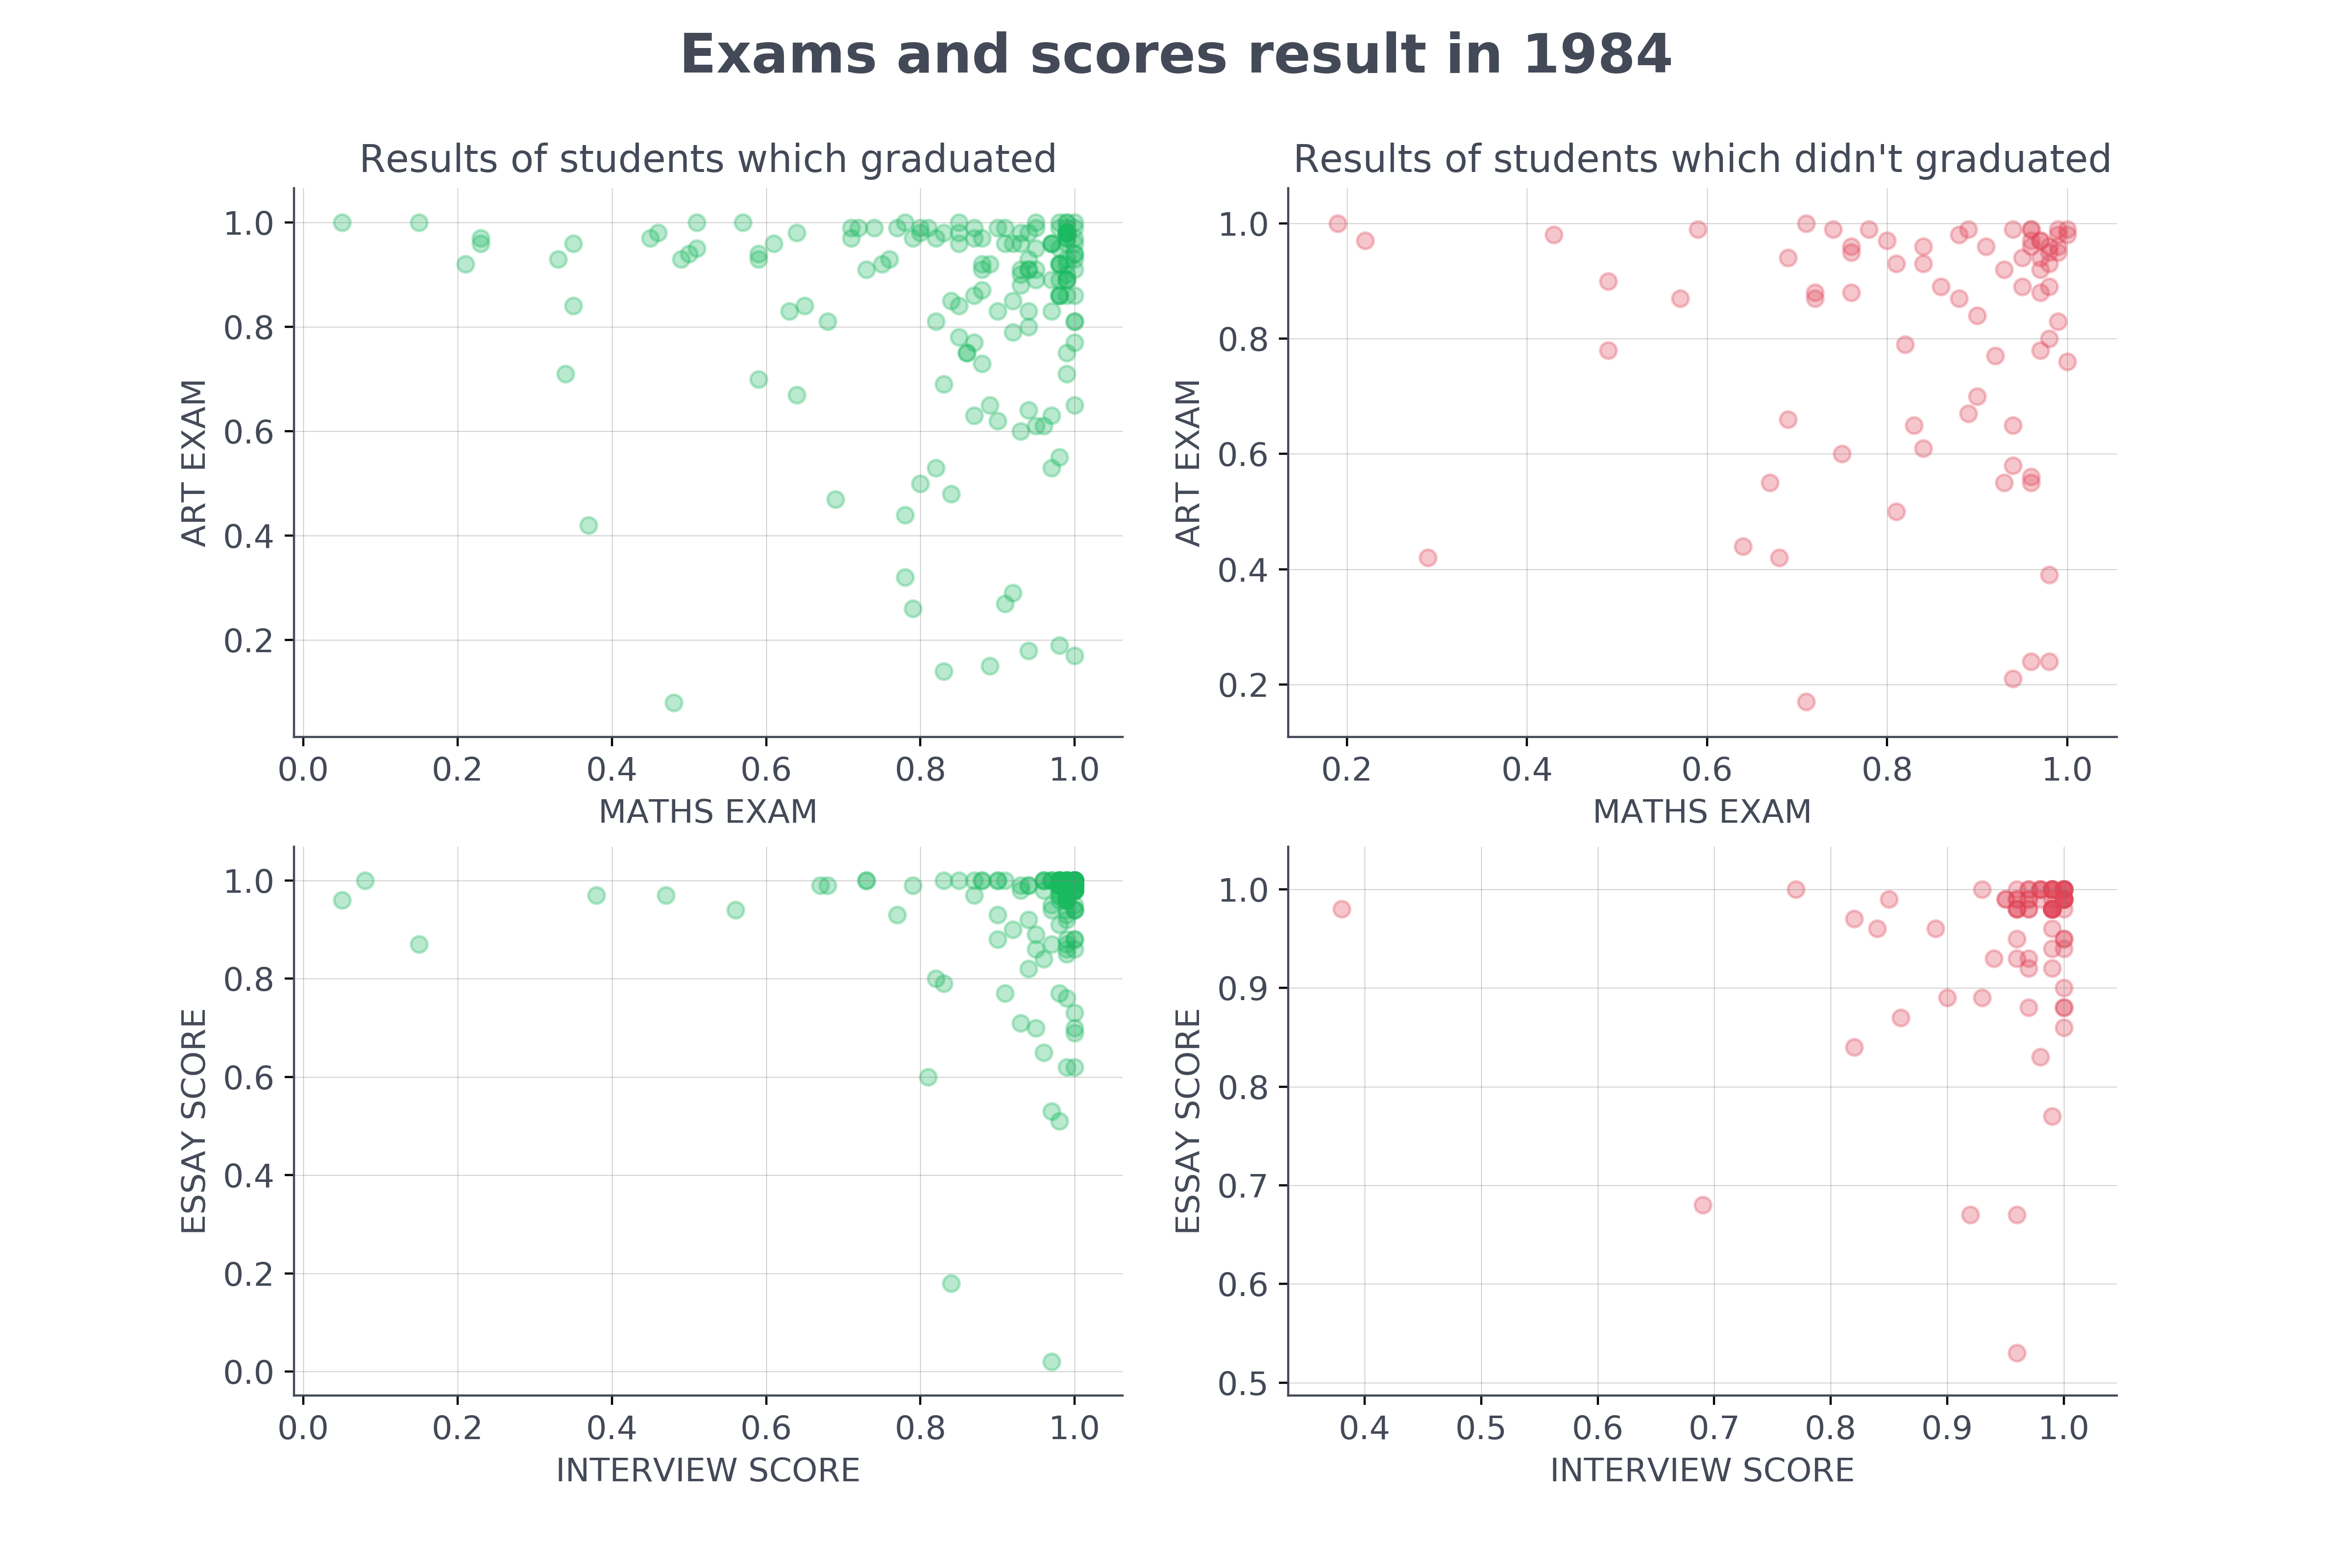 Exams and scores result in 1984
Results of students which graduated
ART EXAM
1.0
0.8
0.6
0.4
0.2
0.0 0.2 0.4 0.6 0.8 1.0
MATHS EXAM
Results of students which didn't graduated
ART EXAM
1.0
0.8
0.6
0.4
0.2
0.2 0.4 0.6 0.8 1.0
MATHS EXAM
ESSAY SCORE
1.0
0.8
0.6
0.4
0.2
0.0
0.0 0.2 0.4 0.6 0.8 1.0
INTERVIEW SCORE
ESSAY SCORE
1.0
0.9
0.8
0.7
0.6
0.5
0.4 0.5 0.6 0.7 0.8 0.9 1.0
INTERVIEW SCORE